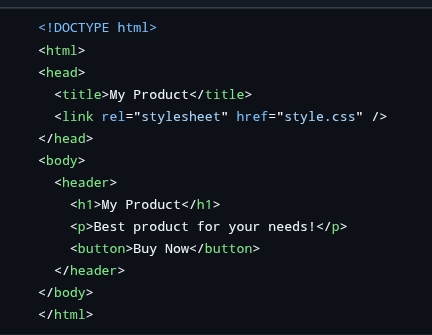 <!DOCTYPE html>
<html>
<head>
  <title>My Product</title>
  <link rel="stylesheet" href="style.css" />
</head>
<body>
  <header>
    <h1>My Product</h1>
    <p>Best product for your needs!</p>
    <button>Buy Now</button>
  </header>
</body>
</html>